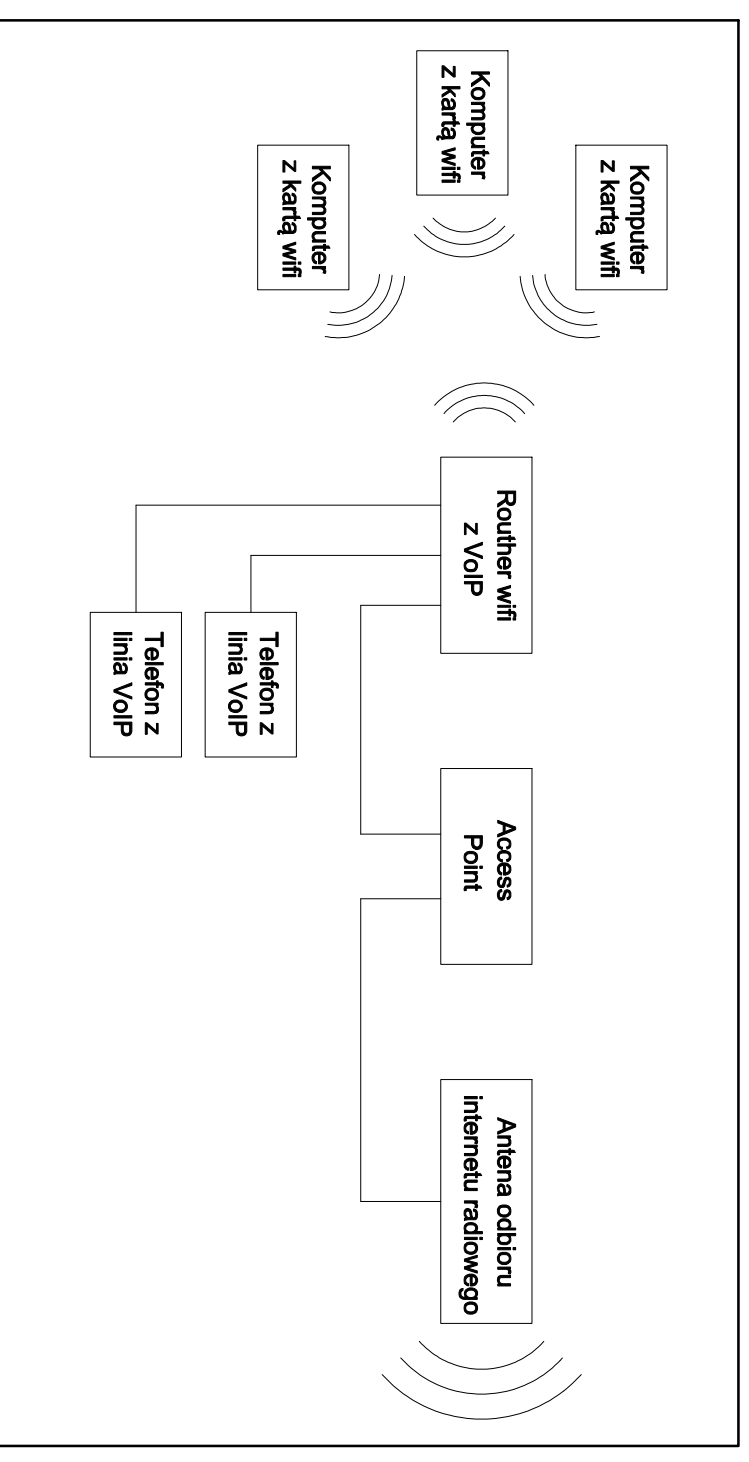 Komputer
z kartą wifi
Komputer
z kartą wifi
Komputer
z kartą wifi
Routher wifi
z VoIP
Telefon z
linia VoIP
Telefon z
linia VoIP
Access
Point
Antena odbioru
internetu radiowego